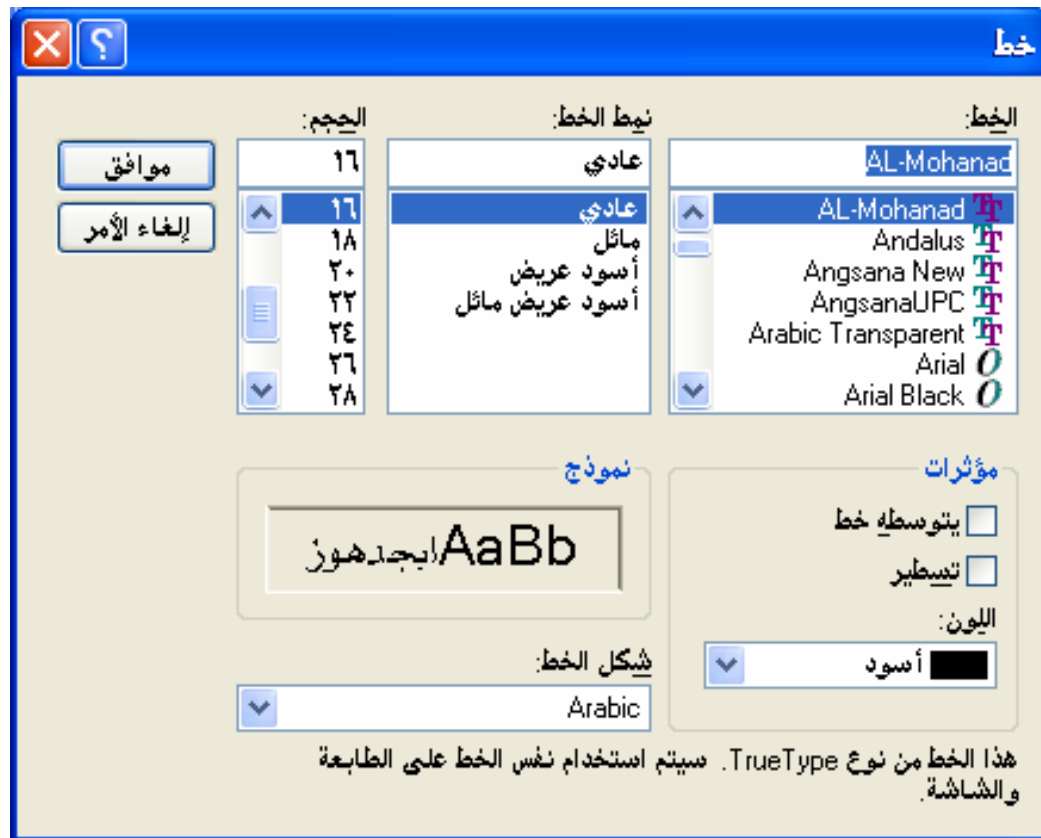 خط
الخط:
AL-Mohanad
AL-Mohanad
Andalus
Angsana New
AngsanaUPC
Arabic Transparent
Arial
Arial Black
نمط الخط:
عادي
عادي
مائل
أسود عريض
أسود عريض مائل
الحجم:
١٦
١٦
١٨
٢٠
٢٢
٢٤
٢٦
٢٨
موافق
إلغاء الأمر
مؤثرات
يتوسطه خط
تسطير
اللون:
أسود
نموذج
AaBbابجدهوز
شكل الخط:
Arabic
هذا الخط من نوع TrueType. سيتم استخدام نفس الخط على الطابعة
والشاشة.